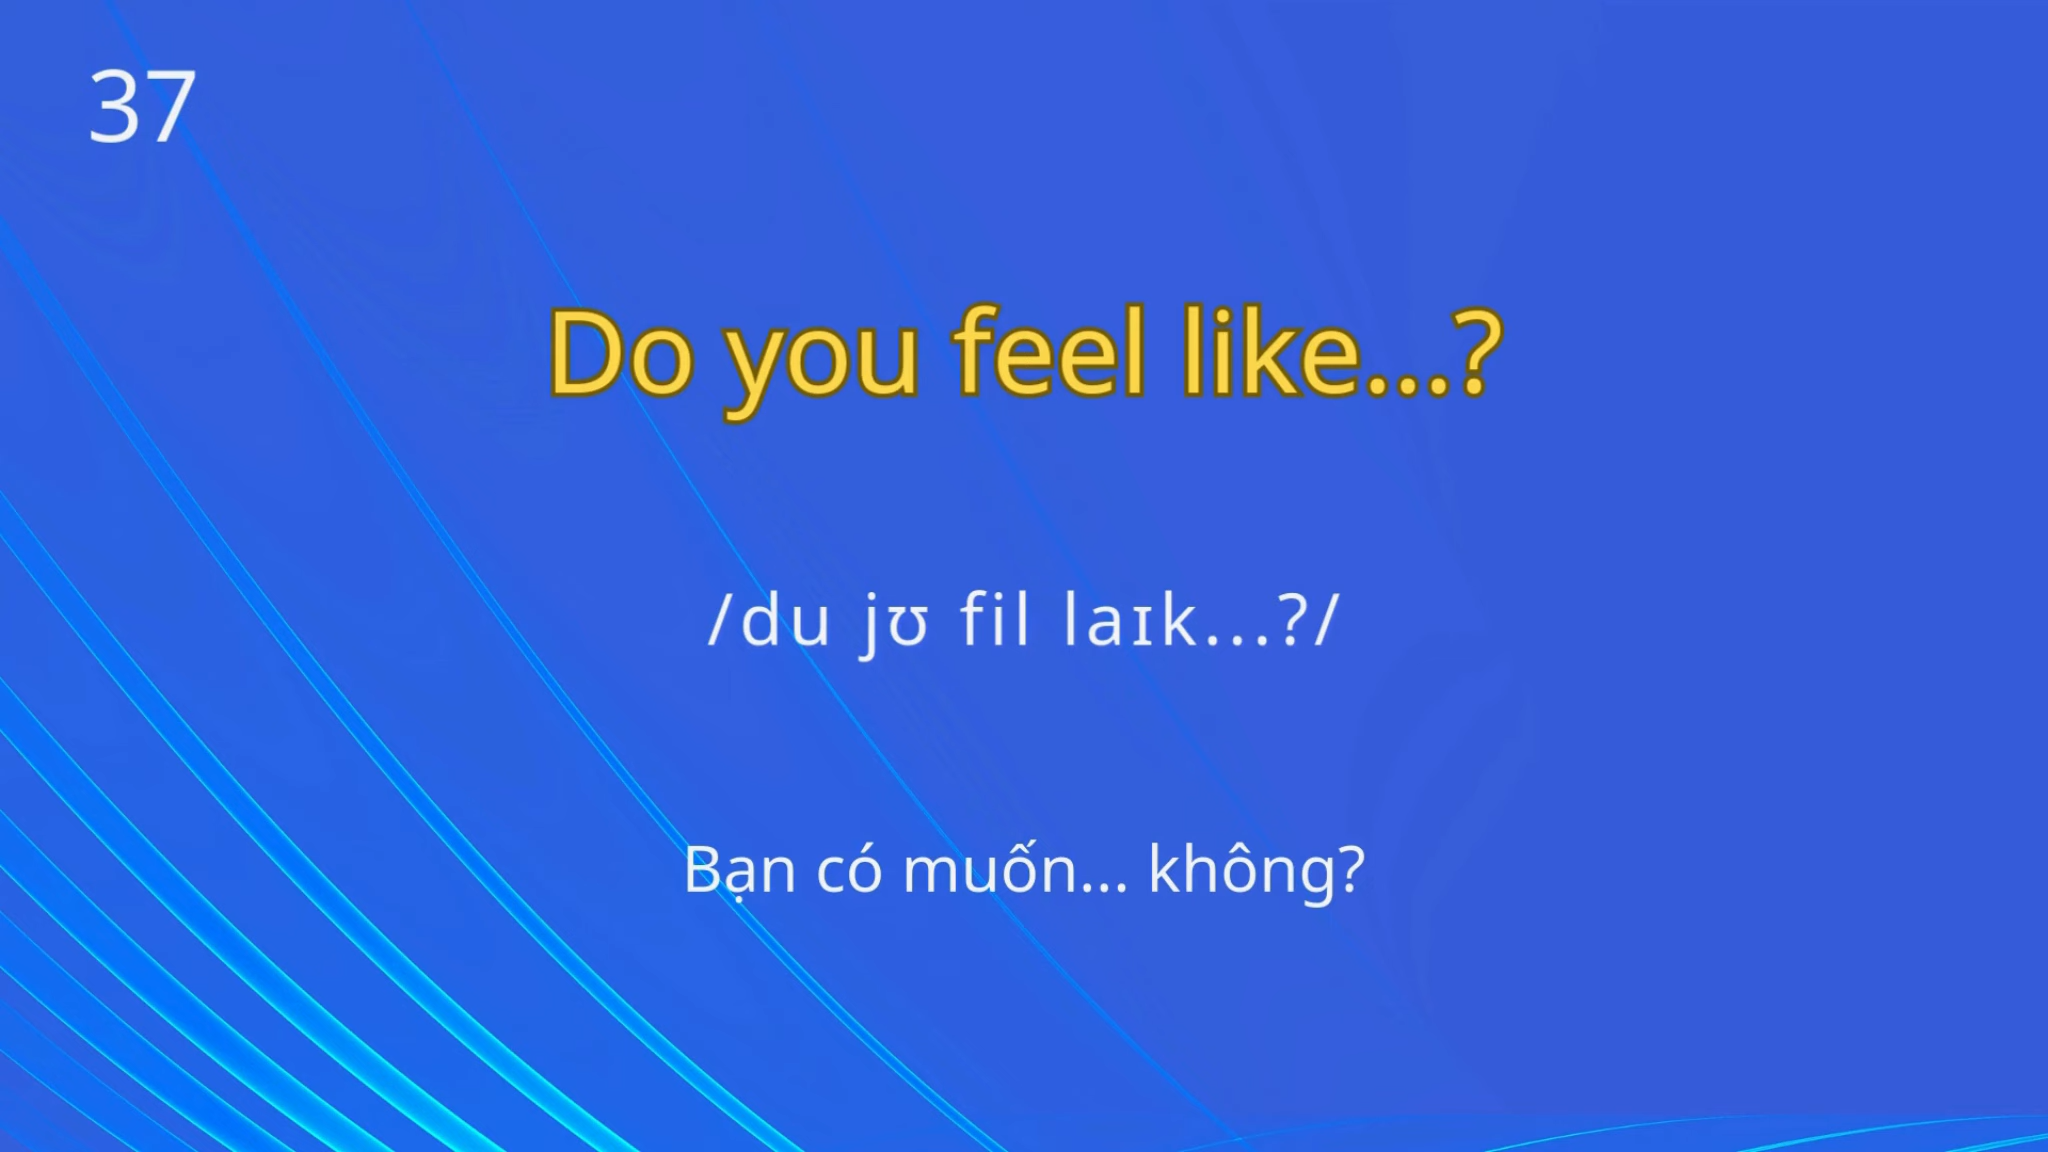 37
Do you feel like...?
/du jʊ fil laɪk...?/
Bạn có muốn... không?